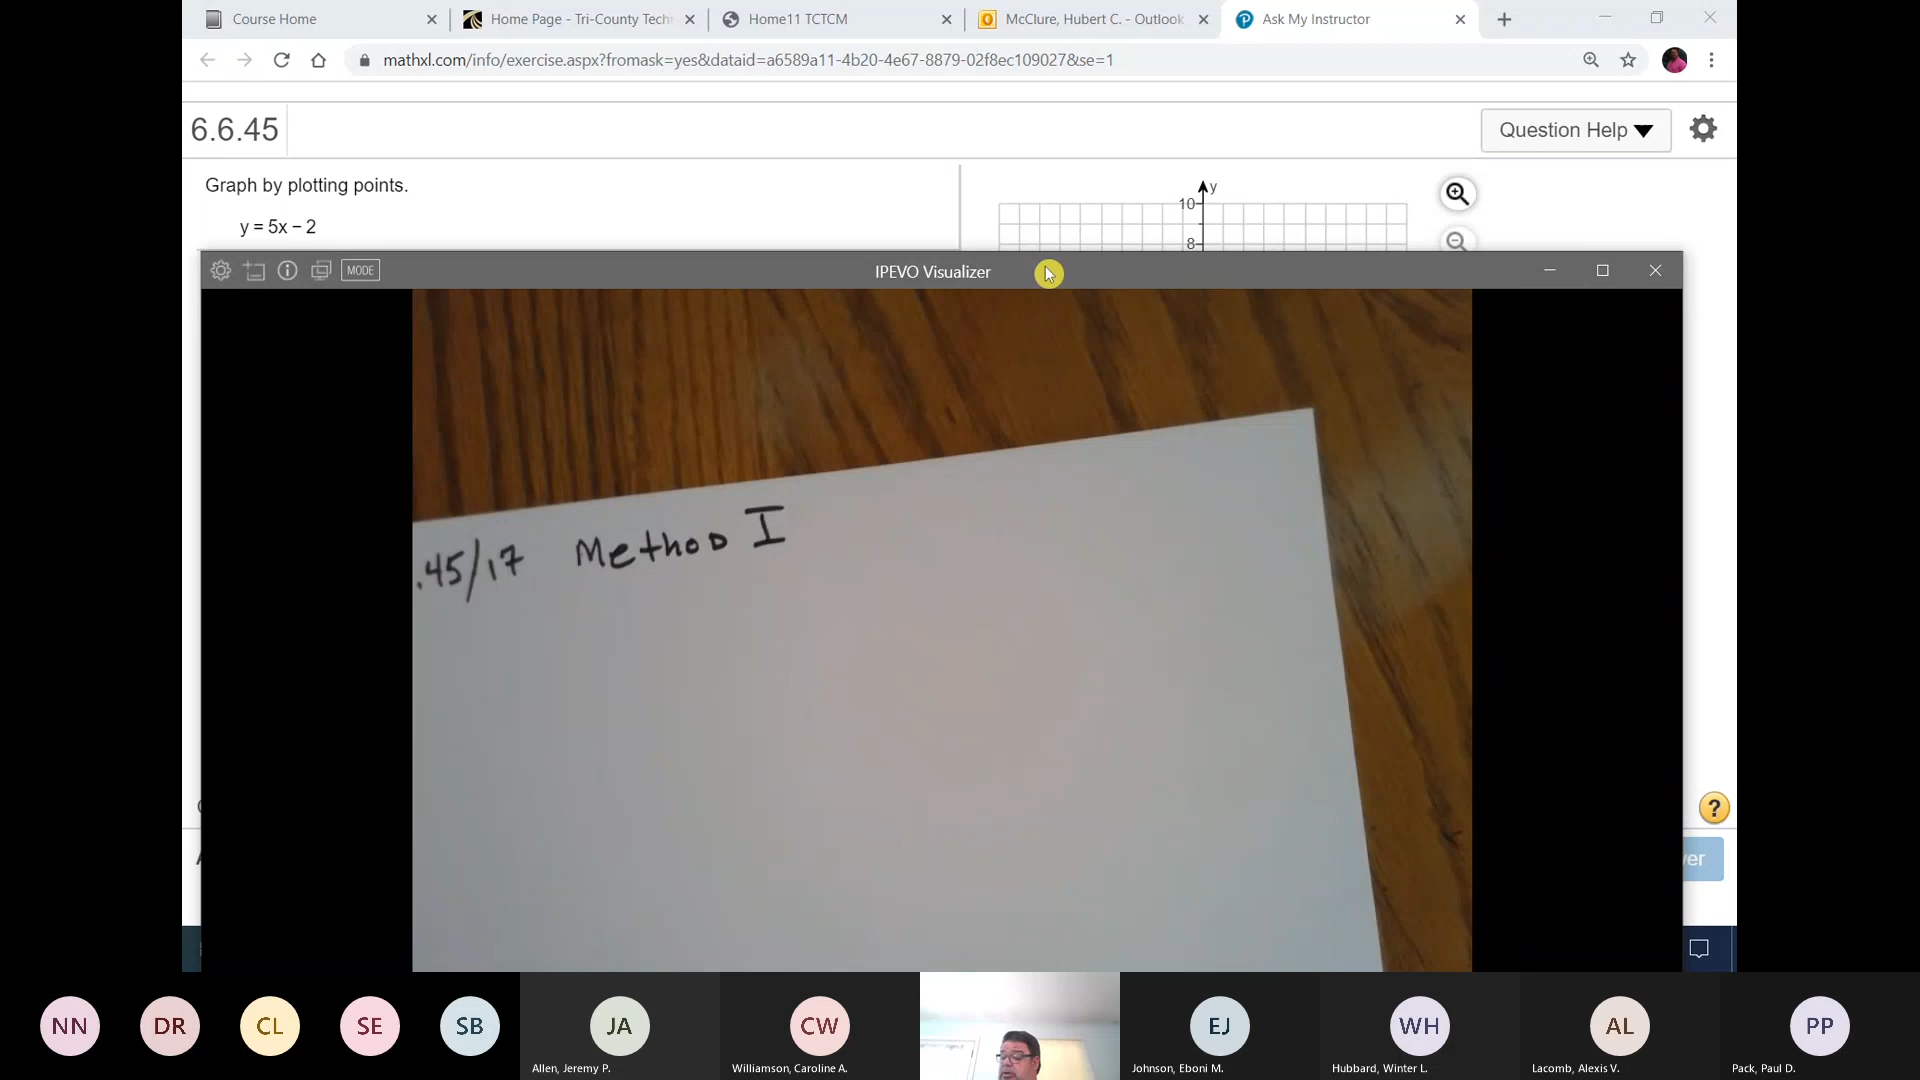 Course Home
Home Page - Tri-County Techn
Home11 TCTCM
McClure, Hubert C. - Outlook
Ask My Instructor
mathxl.com/info/exercise.aspx?fromask=yes&dataid=a6589a11-4b20-4e67-8879-02f8ec109027&se=1
6.6.45
Question Help
Graph by plotting points.
y = 5x − 2
y
10
8
MODE
IPEVO Visualizer
.45/17 Method I
?
ver
NN
DR
CL
SE
SB
JA
CW
EJ
WH
AL
PP
Allen, Jeremy P.
Williamson, Caroline A.
Johnson, Eboni M.
Hubbard, Winter L.
Lacomb, Alexis V.
Pack, Paul D.